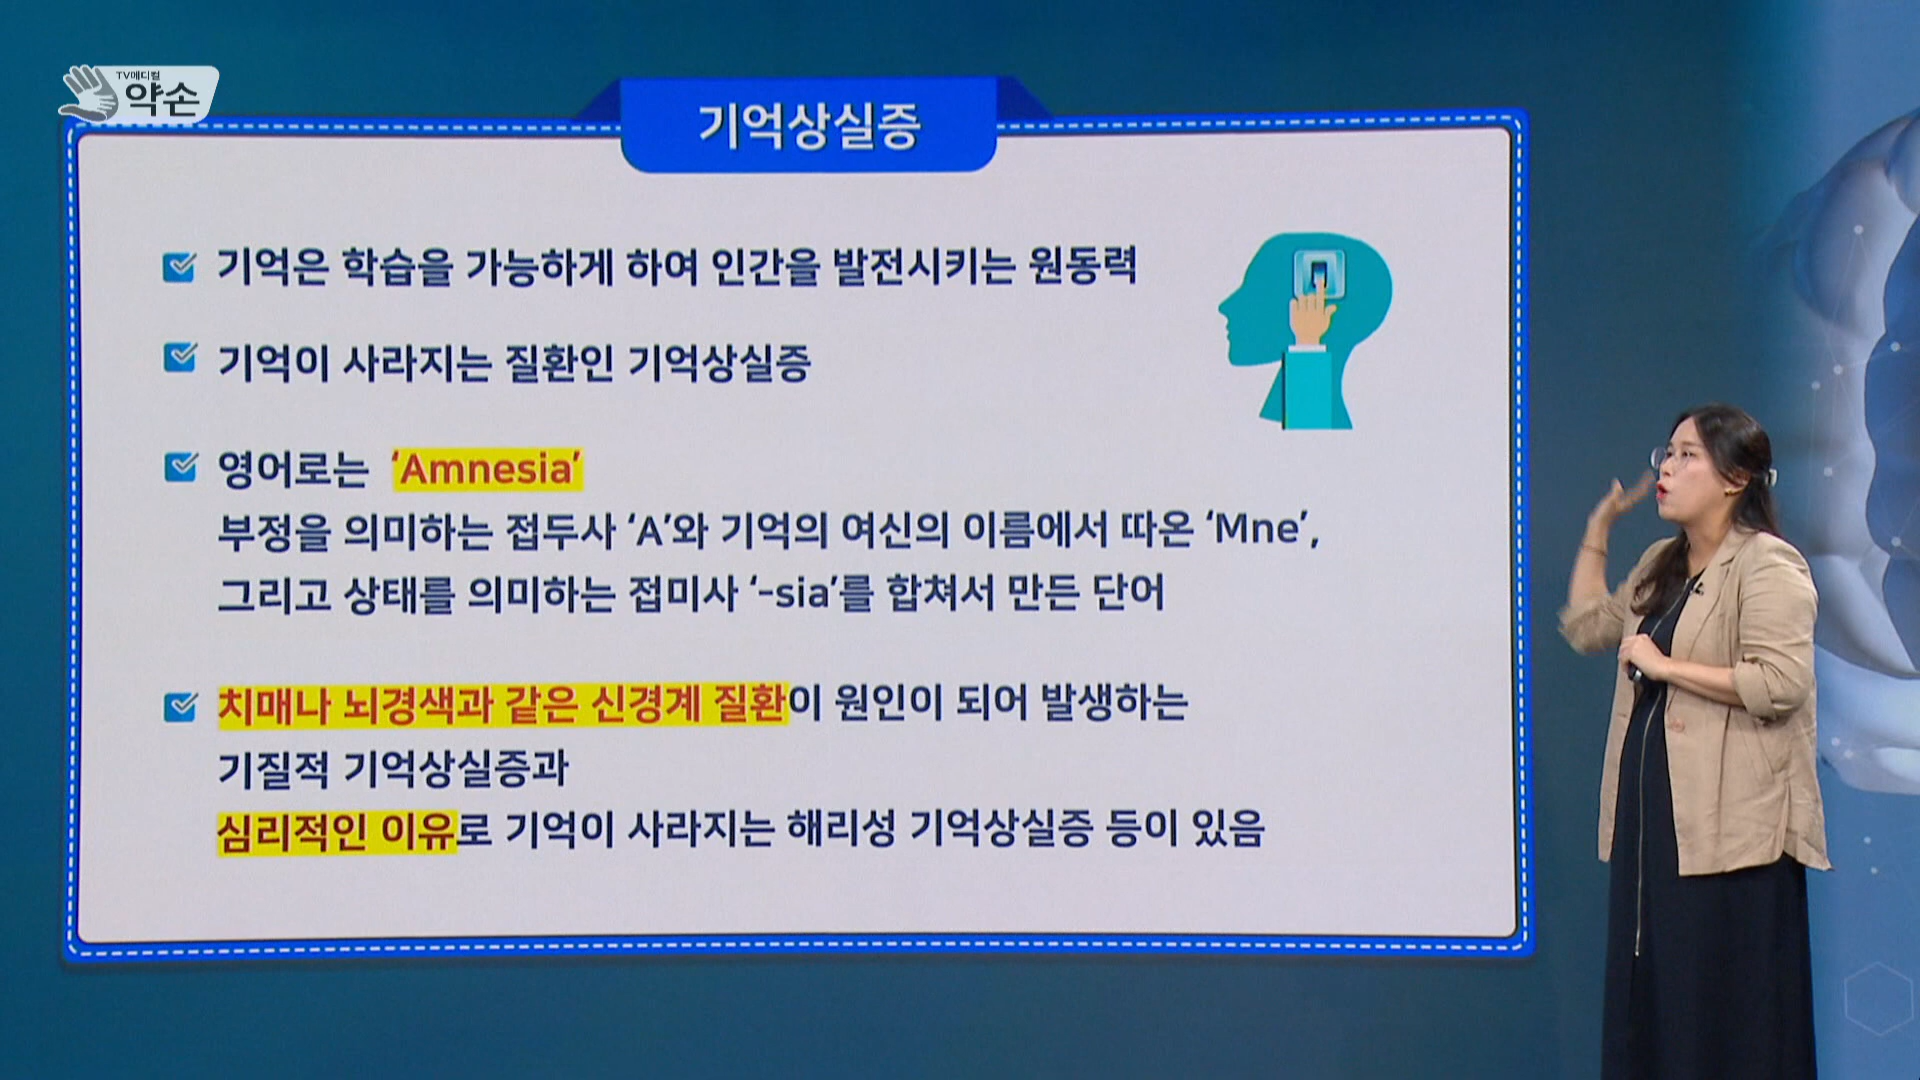 TV메디컬
약손
기억상실증
기억은 학습을 가능하게 하여 인간을 발전시키는 원동력
기억이 사라지는 질환인 기억상실증
영어로는 ‘Amnesia’
부정을 의미하는 접두사 ‘A’와 기억의 여신의 이름에서 따온 ‘Mne’,
그리고 상태를 의미하는 접미사 ‘-sia’를 합쳐서 만든 단어
치매나 뇌경색과 같은 신경계 질환이 원인이 되어 발생하는
기질적 기억상실증과
심리적인 이유로 기억이 사라지는 해리성 기억상실증 등이 있음